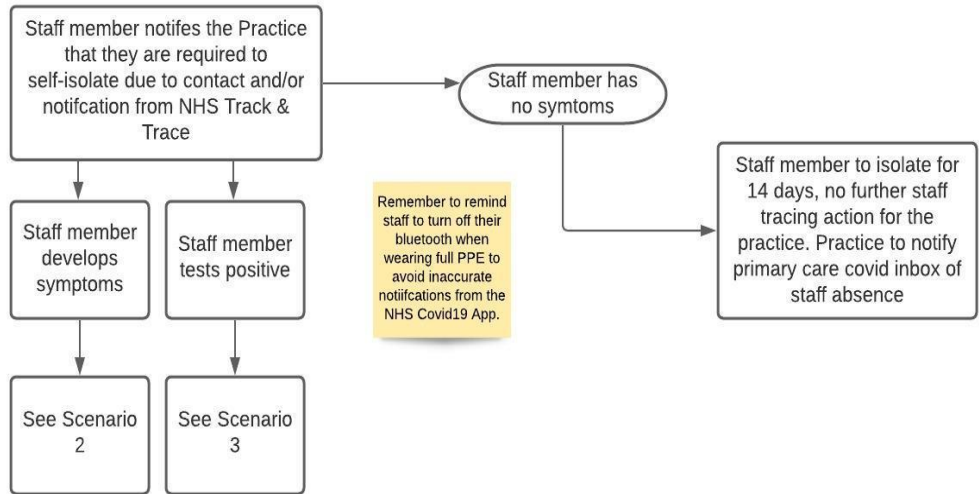 Staff member notifes the Practice
that they are required to
self-isolate due to contact and/or
notifcation from NHS Track &
Trace
Staff member has
no symtoms
Staff member to isolate for
14 days, no further staff
tracing action for the
practice. Practice to notify
primary care covid inbox of
staff absence
Remember to remind
staff to turn off their
bluetooth when
wearing full PPE to
avoid inaccurate
notiifcations from the
NHS Covid19 App.
Staff member
develops
symptoms
Staff member
tests positive
See Scenario
2
See Scenario
3